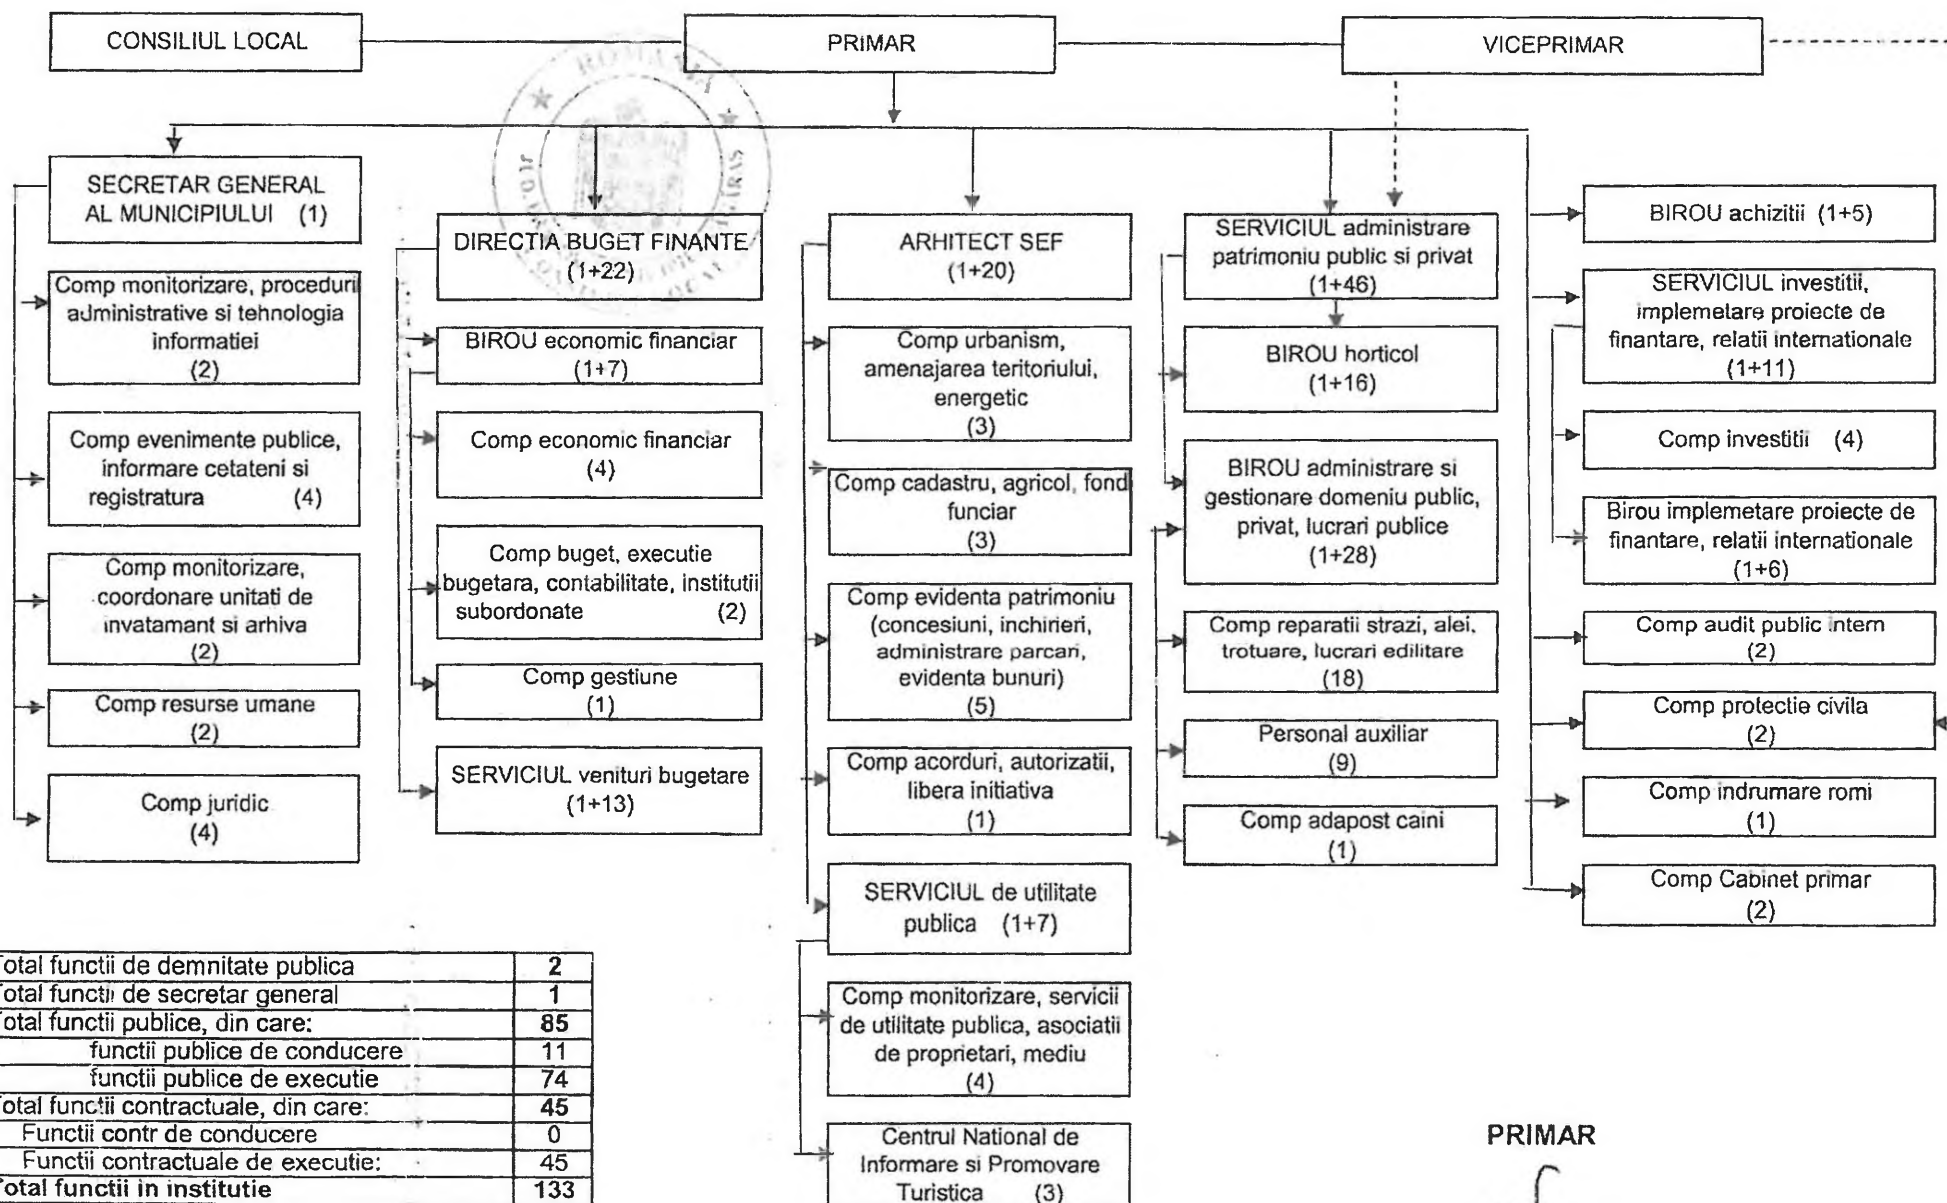 CONSILIUL LOCAL
PRIMAR
VICEPRIMAR
ROMANIA
SECRETAR GENERAL
AL MUNICIPIULUI (1)
Comp monitorizare, proceduri
administrative si tehnologia
informatiei
(2)
Comp evenimente publice,
informare cetateni si
registratura (4)
Comp monitorizare,
coordonare unitati de
invatamant si arhiva
(2)
Comp resurse umane
(2)
Comp juridic
(4)
DIRECTIA BUGET FINANTE
(1+22)
BIROU economic financiar
(1+7)
Comp economic financiar
(4)
Comp buget, executie
bugetara, contabilitate, institutii
subordonate (2)
Comp gestiune
(1)
SERVICIUL venituri bugetare
(1+13)
ARHITECT SEF
(1+20)
Comp urbanism,
amenajarea teritoriului,
energetic
(3)
Comp cadastru, agricol, fond
funciar
(3)
Comp evidenta patrimoniu
(concesiuni, inchirieri,
administrare parcari,
evidenta bunuri)
(5)
Comp acorduri, autorizatii,
libera initiativa
(1)
SERVICIUL de utilitate
publica (1+7)
Comp monitorizare, servicii
de utilitate publica, asociatii
de proprietari, mediu
(4)
Centrul National de
Informare si Promovare
Turistica (3)
SERVICIUL administrare
patrimoniu public si privat
(1+46)
BIROU horticol
(1+16)
BIROU administrare si
gestionare domeniu public,
privat, lucrari publice
(1+28)
Comp reparatii strazi, alei,
trotuare, lucrari edilitare
(18)
Personal auxiliar
(9)
Comp adapost caini
(1)
BIROU achizitii (1+5)
SERVICIUL investitii,
implemetare proiecte de
finantare, relatii internationale
(1+11)
Comp investitii (4)
Birou implemetare proiecte de
finantare, relatii internationale
(1+6)
Comp audit public intern
(2)
Comp protectie civila
(2)
Comp indrumare romi
(1)
Comp Cabinet primar
(2)
Total functii de demnitate publica 2
Total functii de secretar general 1
Total functii publice, din care: 85
functii publice de conducere 11
functii publice de executie 74
Total functii contractuale, din care: 45
Functii contr de conducere 0
Functii contractuale de executie: 45
Total functii in institutie 133
PRIMAR